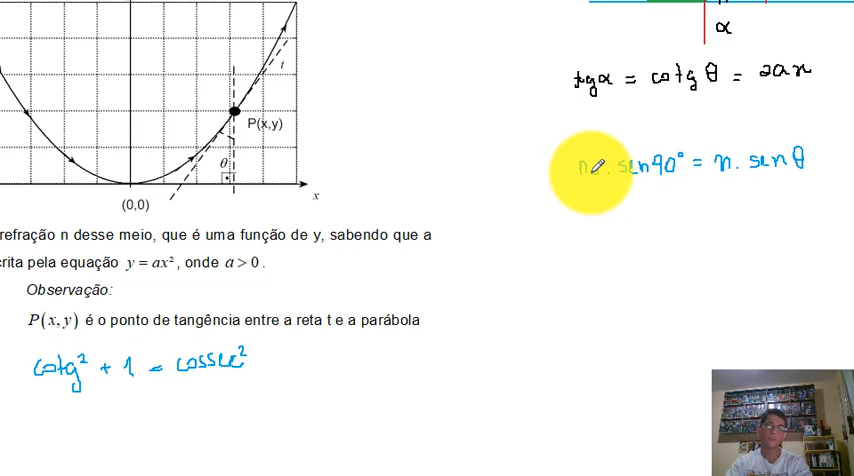 α
tgα = cotg θ = 2ax
t
P(x,y)
θ
n₀ . sen90° = n . senθ
x
(0,0)
refração n desse meio, que é uma função de y, sabendo que a
crita pela equação y = ax², onde a > 0.
Observação:
P(x, y) é o ponto de tangência entre a reta t e a parábola
cotg² + 1 = cossec²